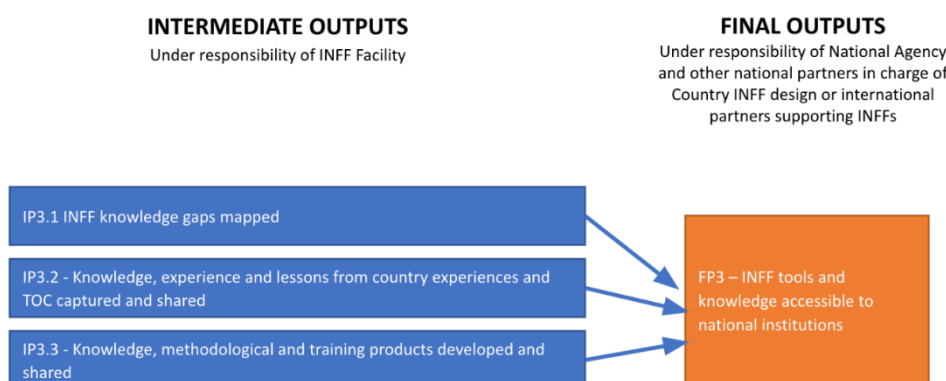 INTERMEDIATE OUTPUTS
Under responsibility of INFF Facility
FINAL OUTPUTS
Under responsibility of National Agency
and other national partners in charge of
Country INFF design or international
partners supporting INFFs
IP3.1 INFF knowledge gaps mapped
IP3.2 - Knowledge, experience and lessons from country experiences and
TOC captured and shared
IP3.3 - Knowledge, methodological and training products developed and
shared
FP3 – INFF tools and
knowledge accessible to
national institutions